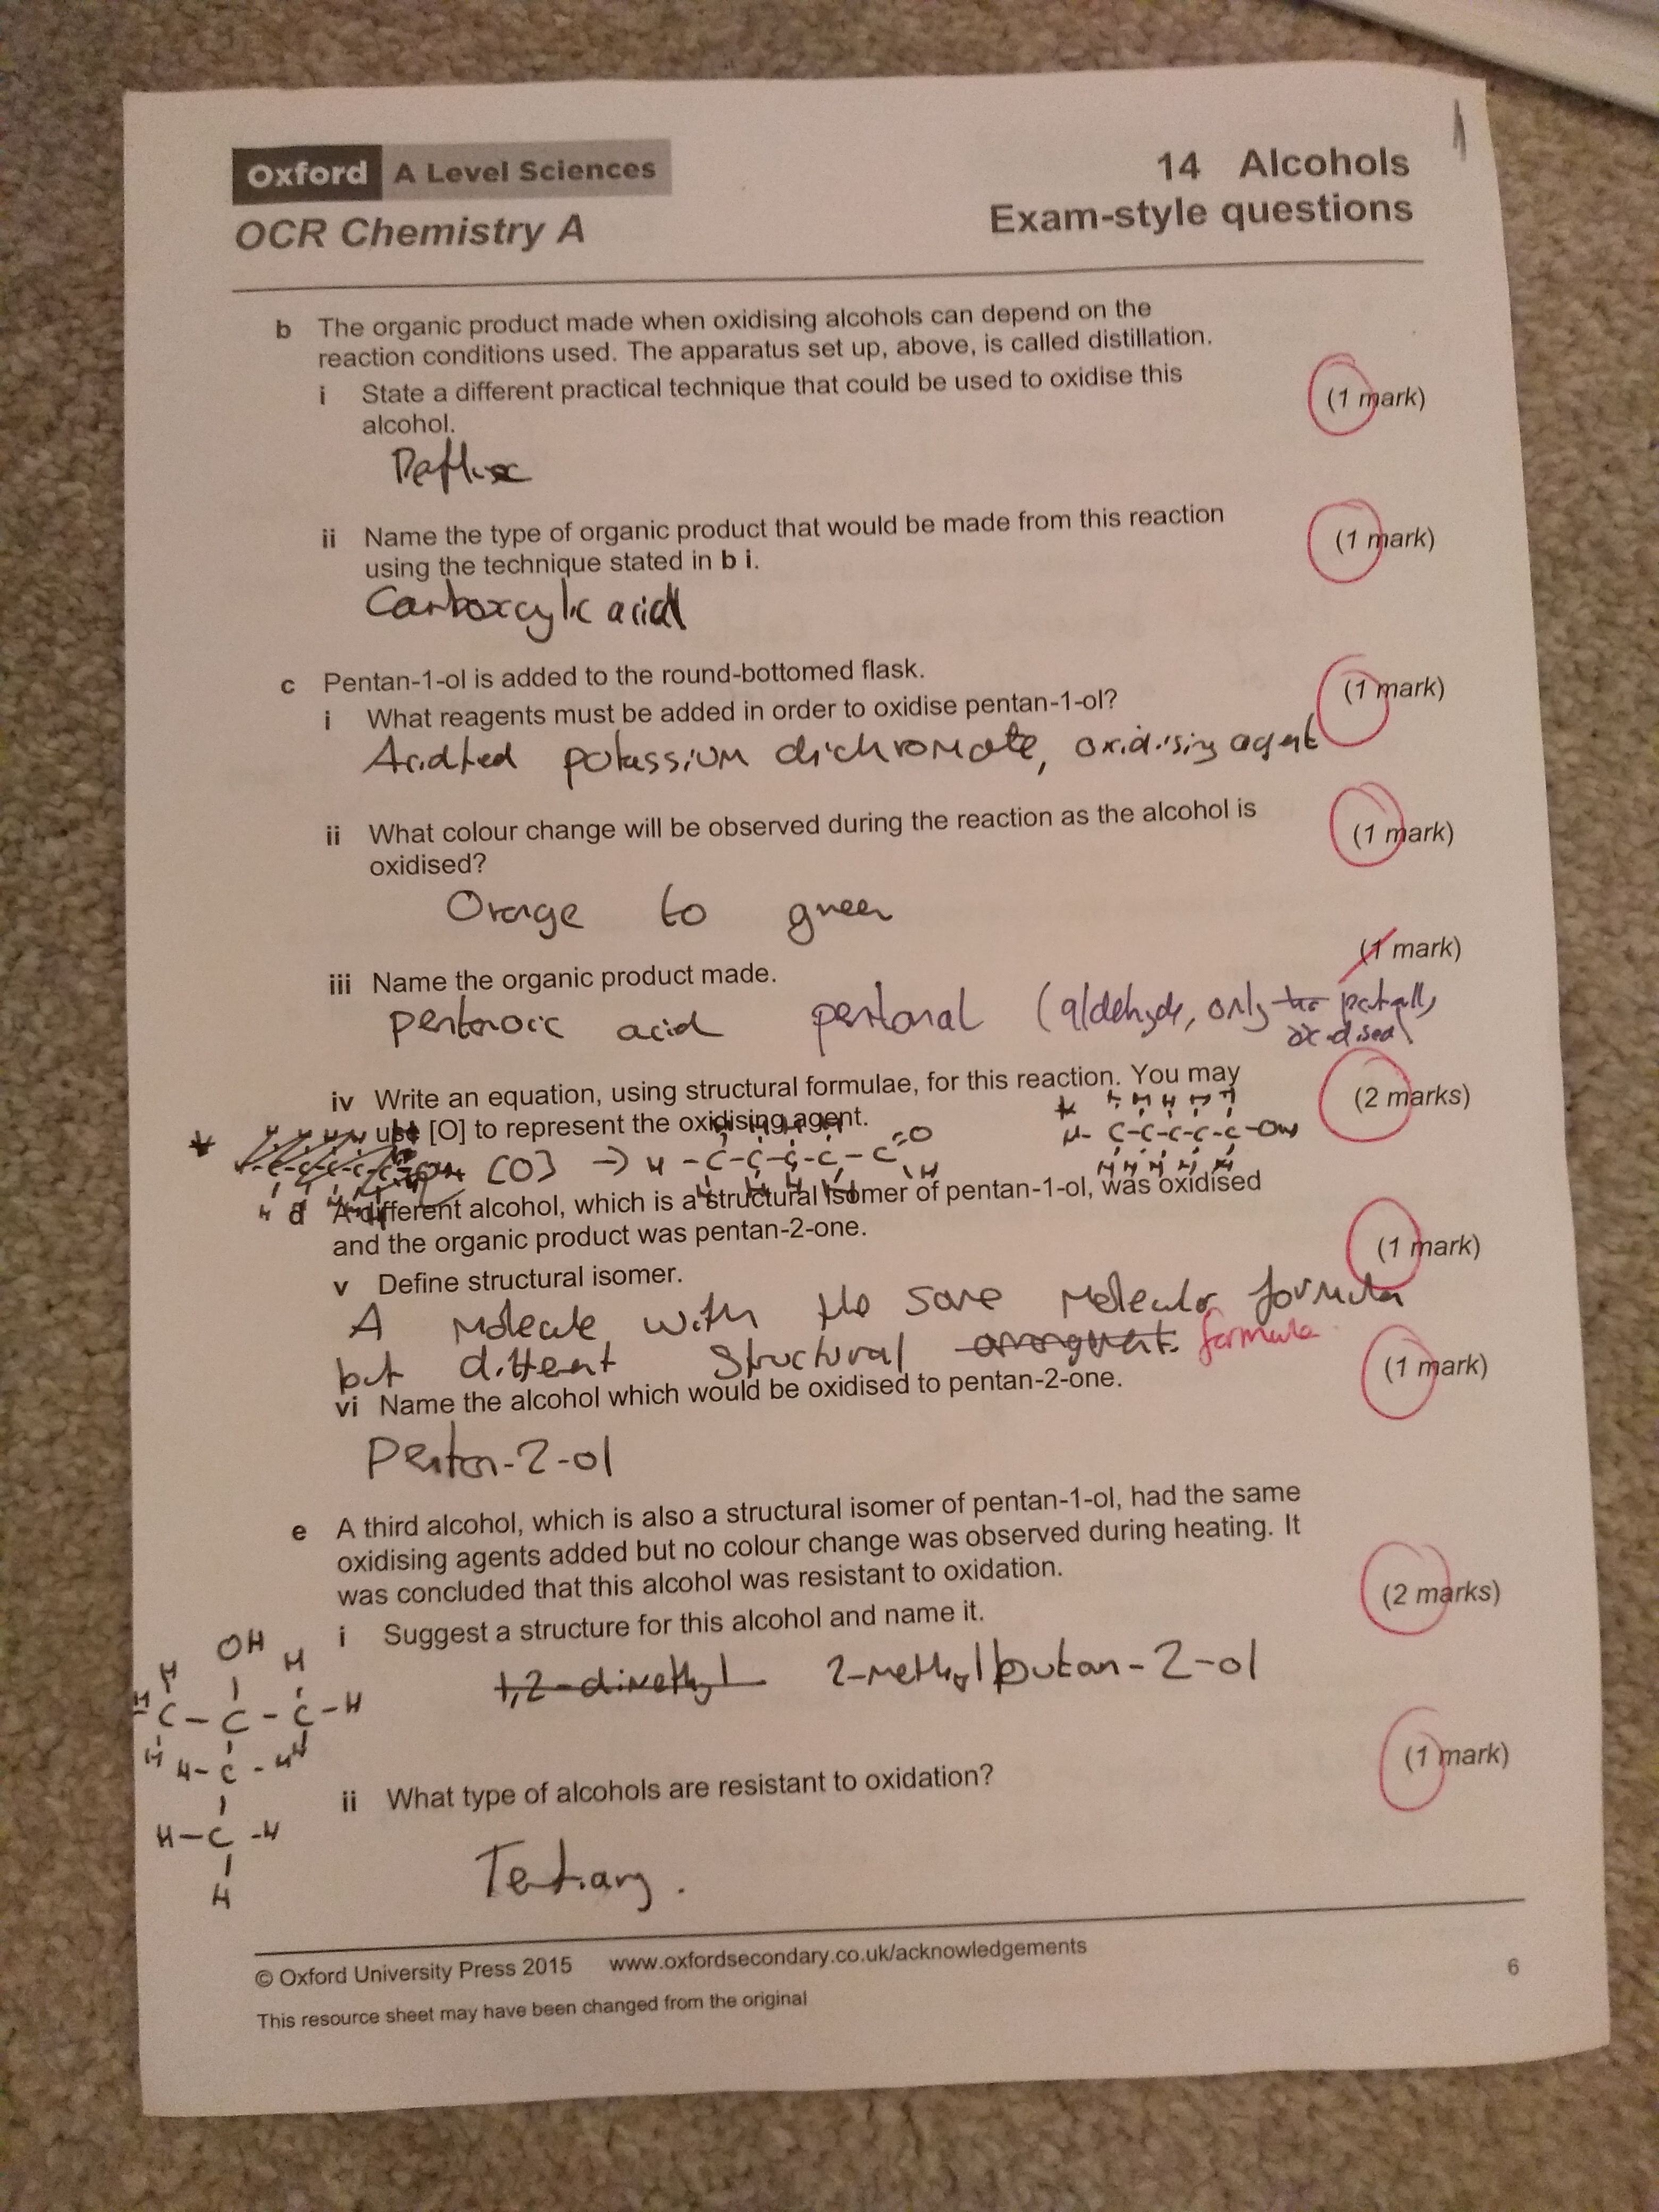 Oxford A Level Sciences
OCR Chemistry A
14 Alcohols
Exam-style questions
b The organic product made when oxidising alcohols can depend on the
reaction conditions used. The apparatus set up, above, is called distillation.
i State a different practical technique that could be used to oxidise this
alcohol.
(1 mark)
Reflux
ii Name the type of organic product that would be made from this reaction
using the technique stated in b i.
(1 mark)
Carboxcylic acid
c Pentan-1-ol is added to the round-bottomed flask.
i What reagents must be added in order to oxidise pentan-1-ol?
(1 mark)
potassium dichromate, oxidising agent
ii What colour change will be observed during the reaction as the alcohol is
oxidised?
(1 mark)
Orange to green
iii Name the organic product made.
(1 mark)
pentanoic acid pentanal (aldehyde, only partially
oxidised)
iv Write an equation, using structural formulae, for this reaction. You may
use [O] to represent the oxidising agent.
(2 marks)
H H H H H
H-C-C-C-C-C-OH
H H H H H
[O] → H-C-C-C-C-C=O
H
d A different alcohol, which is a structural isomer of pentan-1-ol, was oxidised
and the organic product was pentan-2-one.
v Define structural isomer.
(1 mark)
A molecule with the same molecular formula
but different structural arrangement. formula
vi Name the alcohol which would be oxidised to pentan-2-one.
(1 mark)
Pentan-2-ol
e A third alcohol, which is also a structural isomer of pentan-1-ol, had the same
oxidising agents added but no colour change was observed during heating. It
was concluded that this alcohol was resistant to oxidation.
i Suggest a structure for this alcohol and name it.
(2 marks)
1,2-dimethyl 2-methylbutan-2-ol
H OH H
H-C-C-C-H
H H-C-H H
H-C-H
H
ii What type of alcohols are resistant to oxidation?
(1 mark)
Tertiary.
© Oxford University Press 2015 www.oxfordsecondary.co.uk/acknowledgements
6
This resource sheet may have been changed from the original